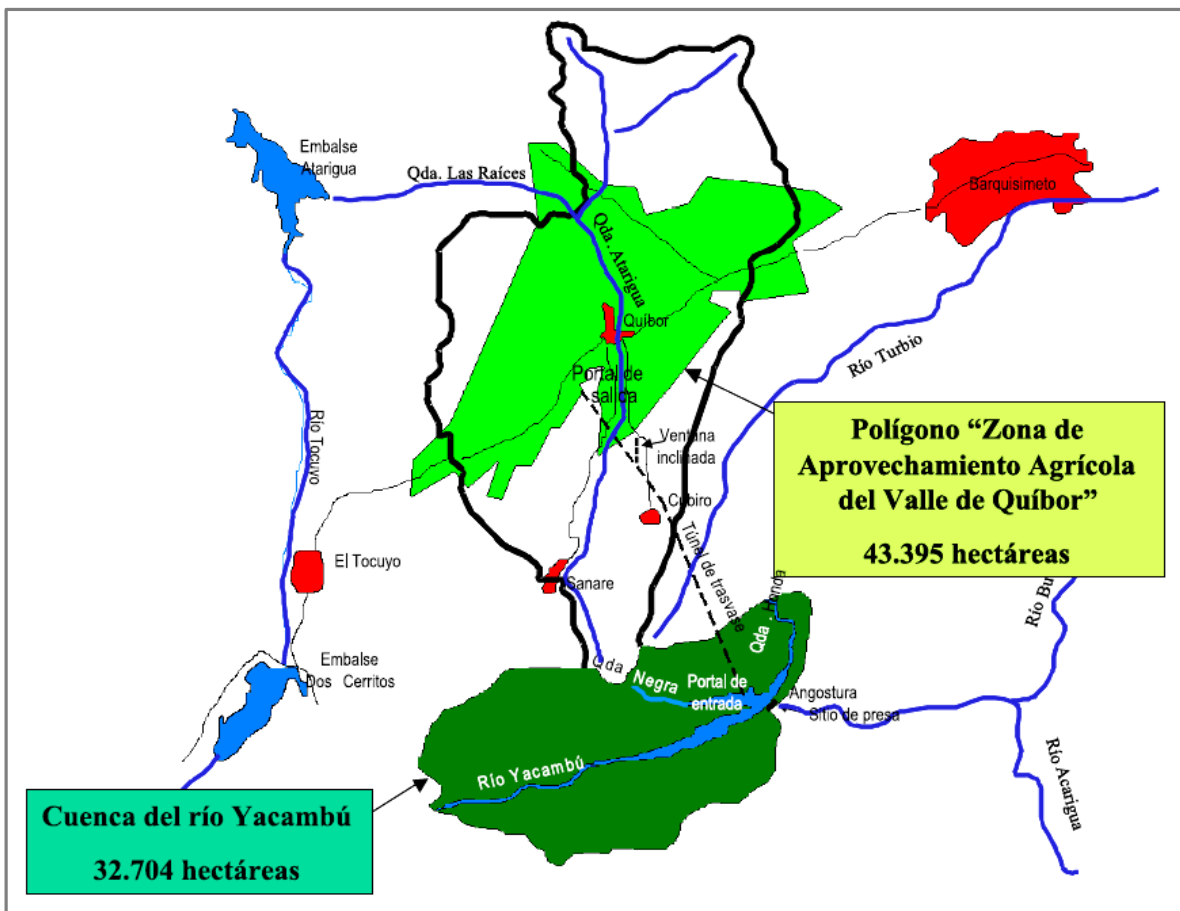 Embalse
Atarigua
Qda. Las Raíces
Barquisimeto
Qda . Atarigua
Quíbor
Portal de
salida
Río Turbio
Ventana
inclinada
Polígono “Zona de
Aprovechamiento Agrícola
del Valle de Quíbor”
43.395 hectáreas
Río Tocuyo
Cubiro
El Tocuyo
Sanare
Túnel de trasvase
Qda . Honda
Río Bu
Embalse
Dos Cerritos
Qda
Negra
Portal de
entrada
Angostura
Sitio de presa
Río Yacambú
Río Acarigua
Cuenca del río Yacambú
32.704 hectáreas